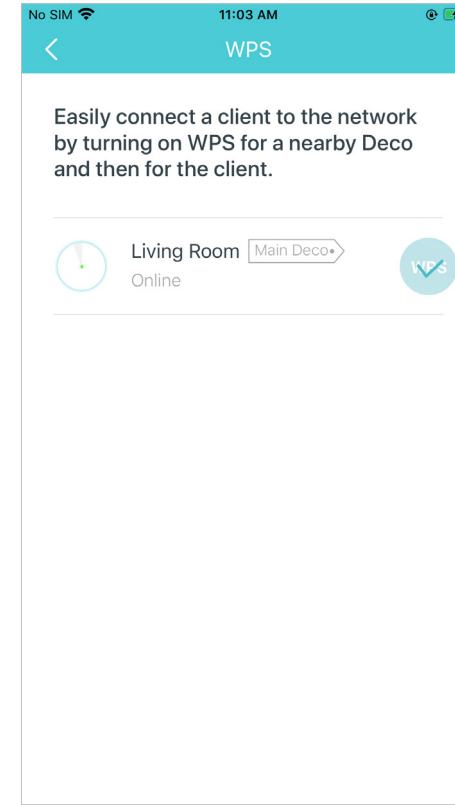 No SIM 11:03 AM
WPS
Easily connect a client to the network
by turning on WPS for a nearby Deco
and then for the client.
Living Room Main Deco
Online
WPS